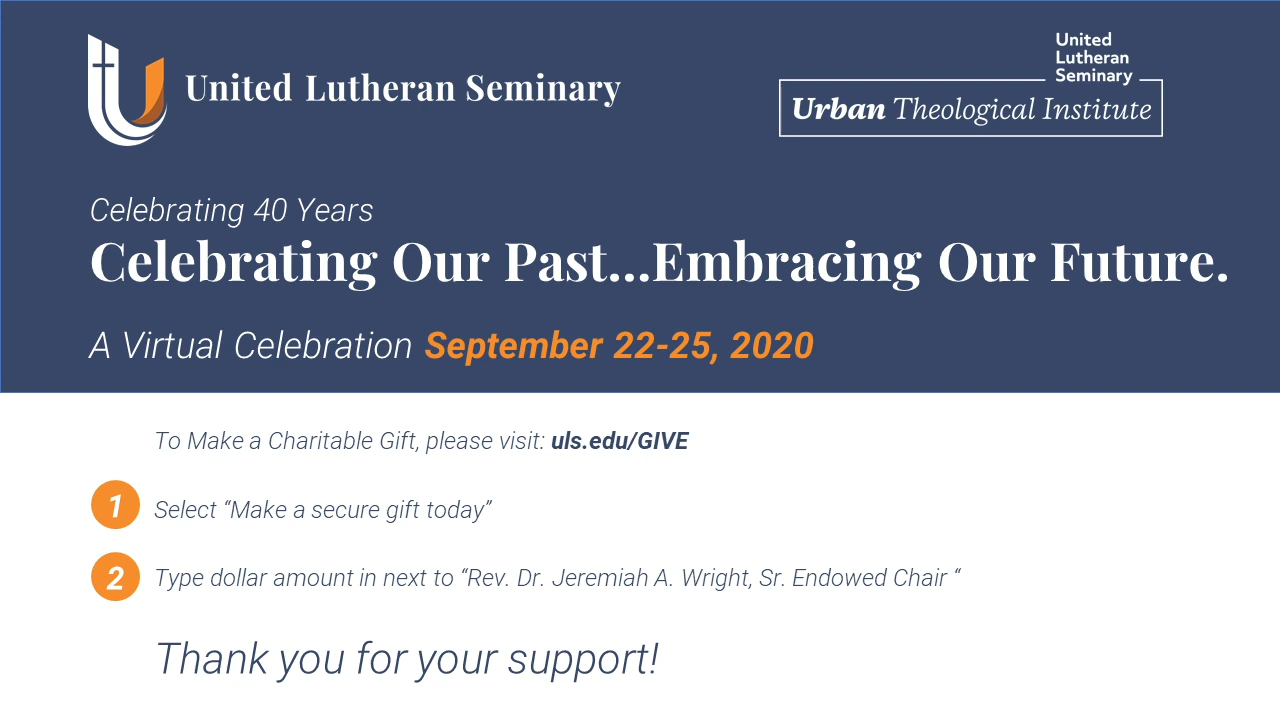 United Lutheran Seminary
United
Lutheran
Seminary
Urban Theological Institute
Celebrating 40 Years
Celebrating Our Past...Embracing Our Future.
A Virtual Celebration September 22-25, 2020
To Make a Charitable Gift, please visit: uls.edu/GIVE
1 Select “Make a secure gift today”
2 Type dollar amount in next to “Rev. Dr. Jeremiah A. Wright, Sr. Endowed Chair “
Thank you for your support!